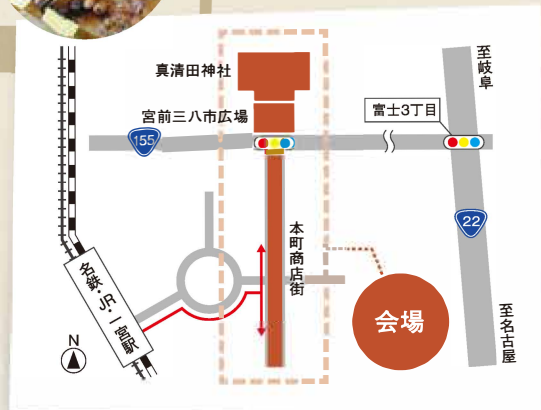 真清田神社
宮前三八市広場
155
富士3丁目
至岐阜
22
至名古屋
本町商店街
会場
名鉄・JR・一宮駅
N